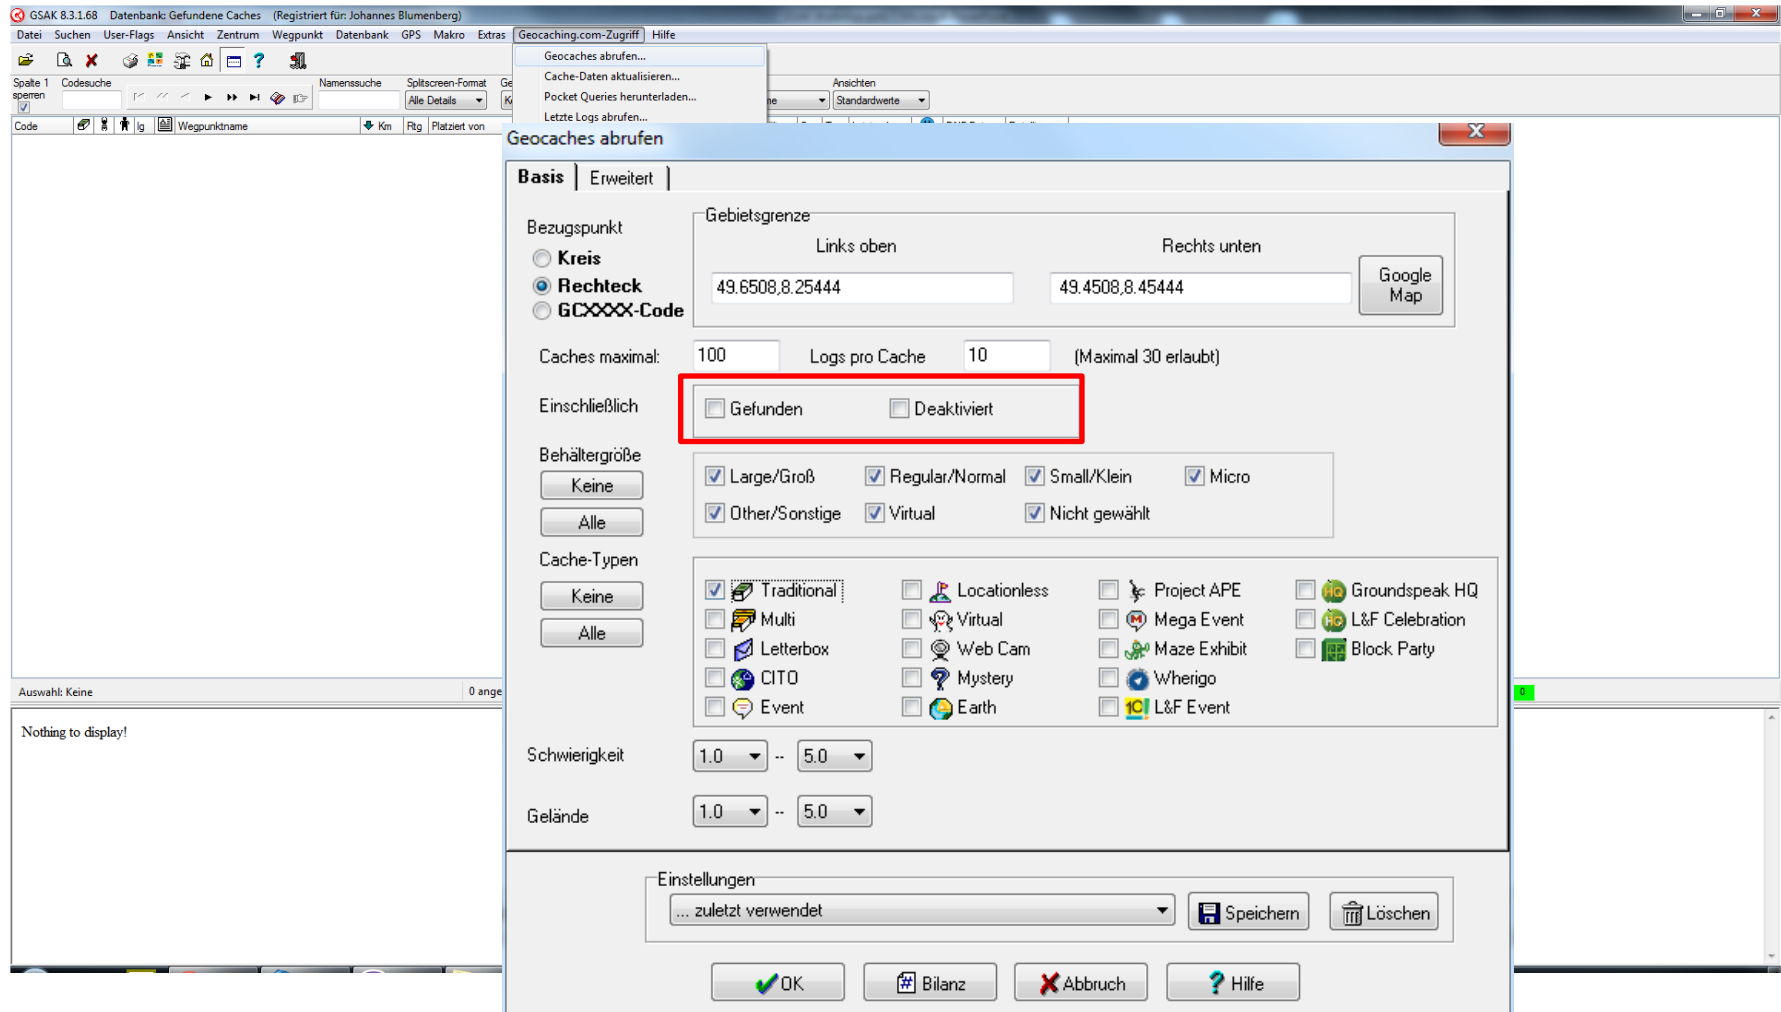 GSAK 8.3.1.68 Datenbank: Gefundene Caches (Registriert für: Johannes Blumenberg)
Datei Suchen User-Flags Ansicht Zentrum Wegpunkt Datenbank GPS Makro Extras Geocaching.com-Zugriff Hilfe
Geocaches abrufen...
Cache-Daten aktualisieren...
Pocket Queries herunterladen...
Letzte Logs abrufen...
Spalte 1 sperren
Codesuche
Namenssuche
Splitscreen-Format
Alle Details
Ansichten
Standardwerte
Code lg Wegpunktname Km Rtg Platziert von
Geocaches abrufen
Basis Erweitert
Bezugspunkt
Kreis
Rechteck
GCXXXX-Code
Gebietsgrenze
Links oben Rechts unten
49.6508,8.25444 49.4508,8.45444
Google
Map
Caches maximal: 100 Logs pro Cache 10 (Maximal 30 erlaubt)
Einschließlich Gefunden Deaktiviert
Behältergröße
Keine
Alle
Large/Groß Regular/Normal Small/Klein Micro
Other/Sonstige Virtual Nicht gewählt
Cache-Typen
Keine
Alle
Traditional Locationless Project APE Groundspeak HQ
Multi Virtual Mega Event L&F Celebration
Letterbox Web Cam Maze Exhibit Block Party
CITO Mystery Wherigo
Event Earth L&F Event
Schwierigkeit 1.0 -- 5.0
Gelände 1.0 -- 5.0
Einstellungen
... zuletzt verwendet Speichern Löschen
OK Bilanz Abbruch Hilfe
Auswahl: Keine 0 ange
0
Nothing to display!